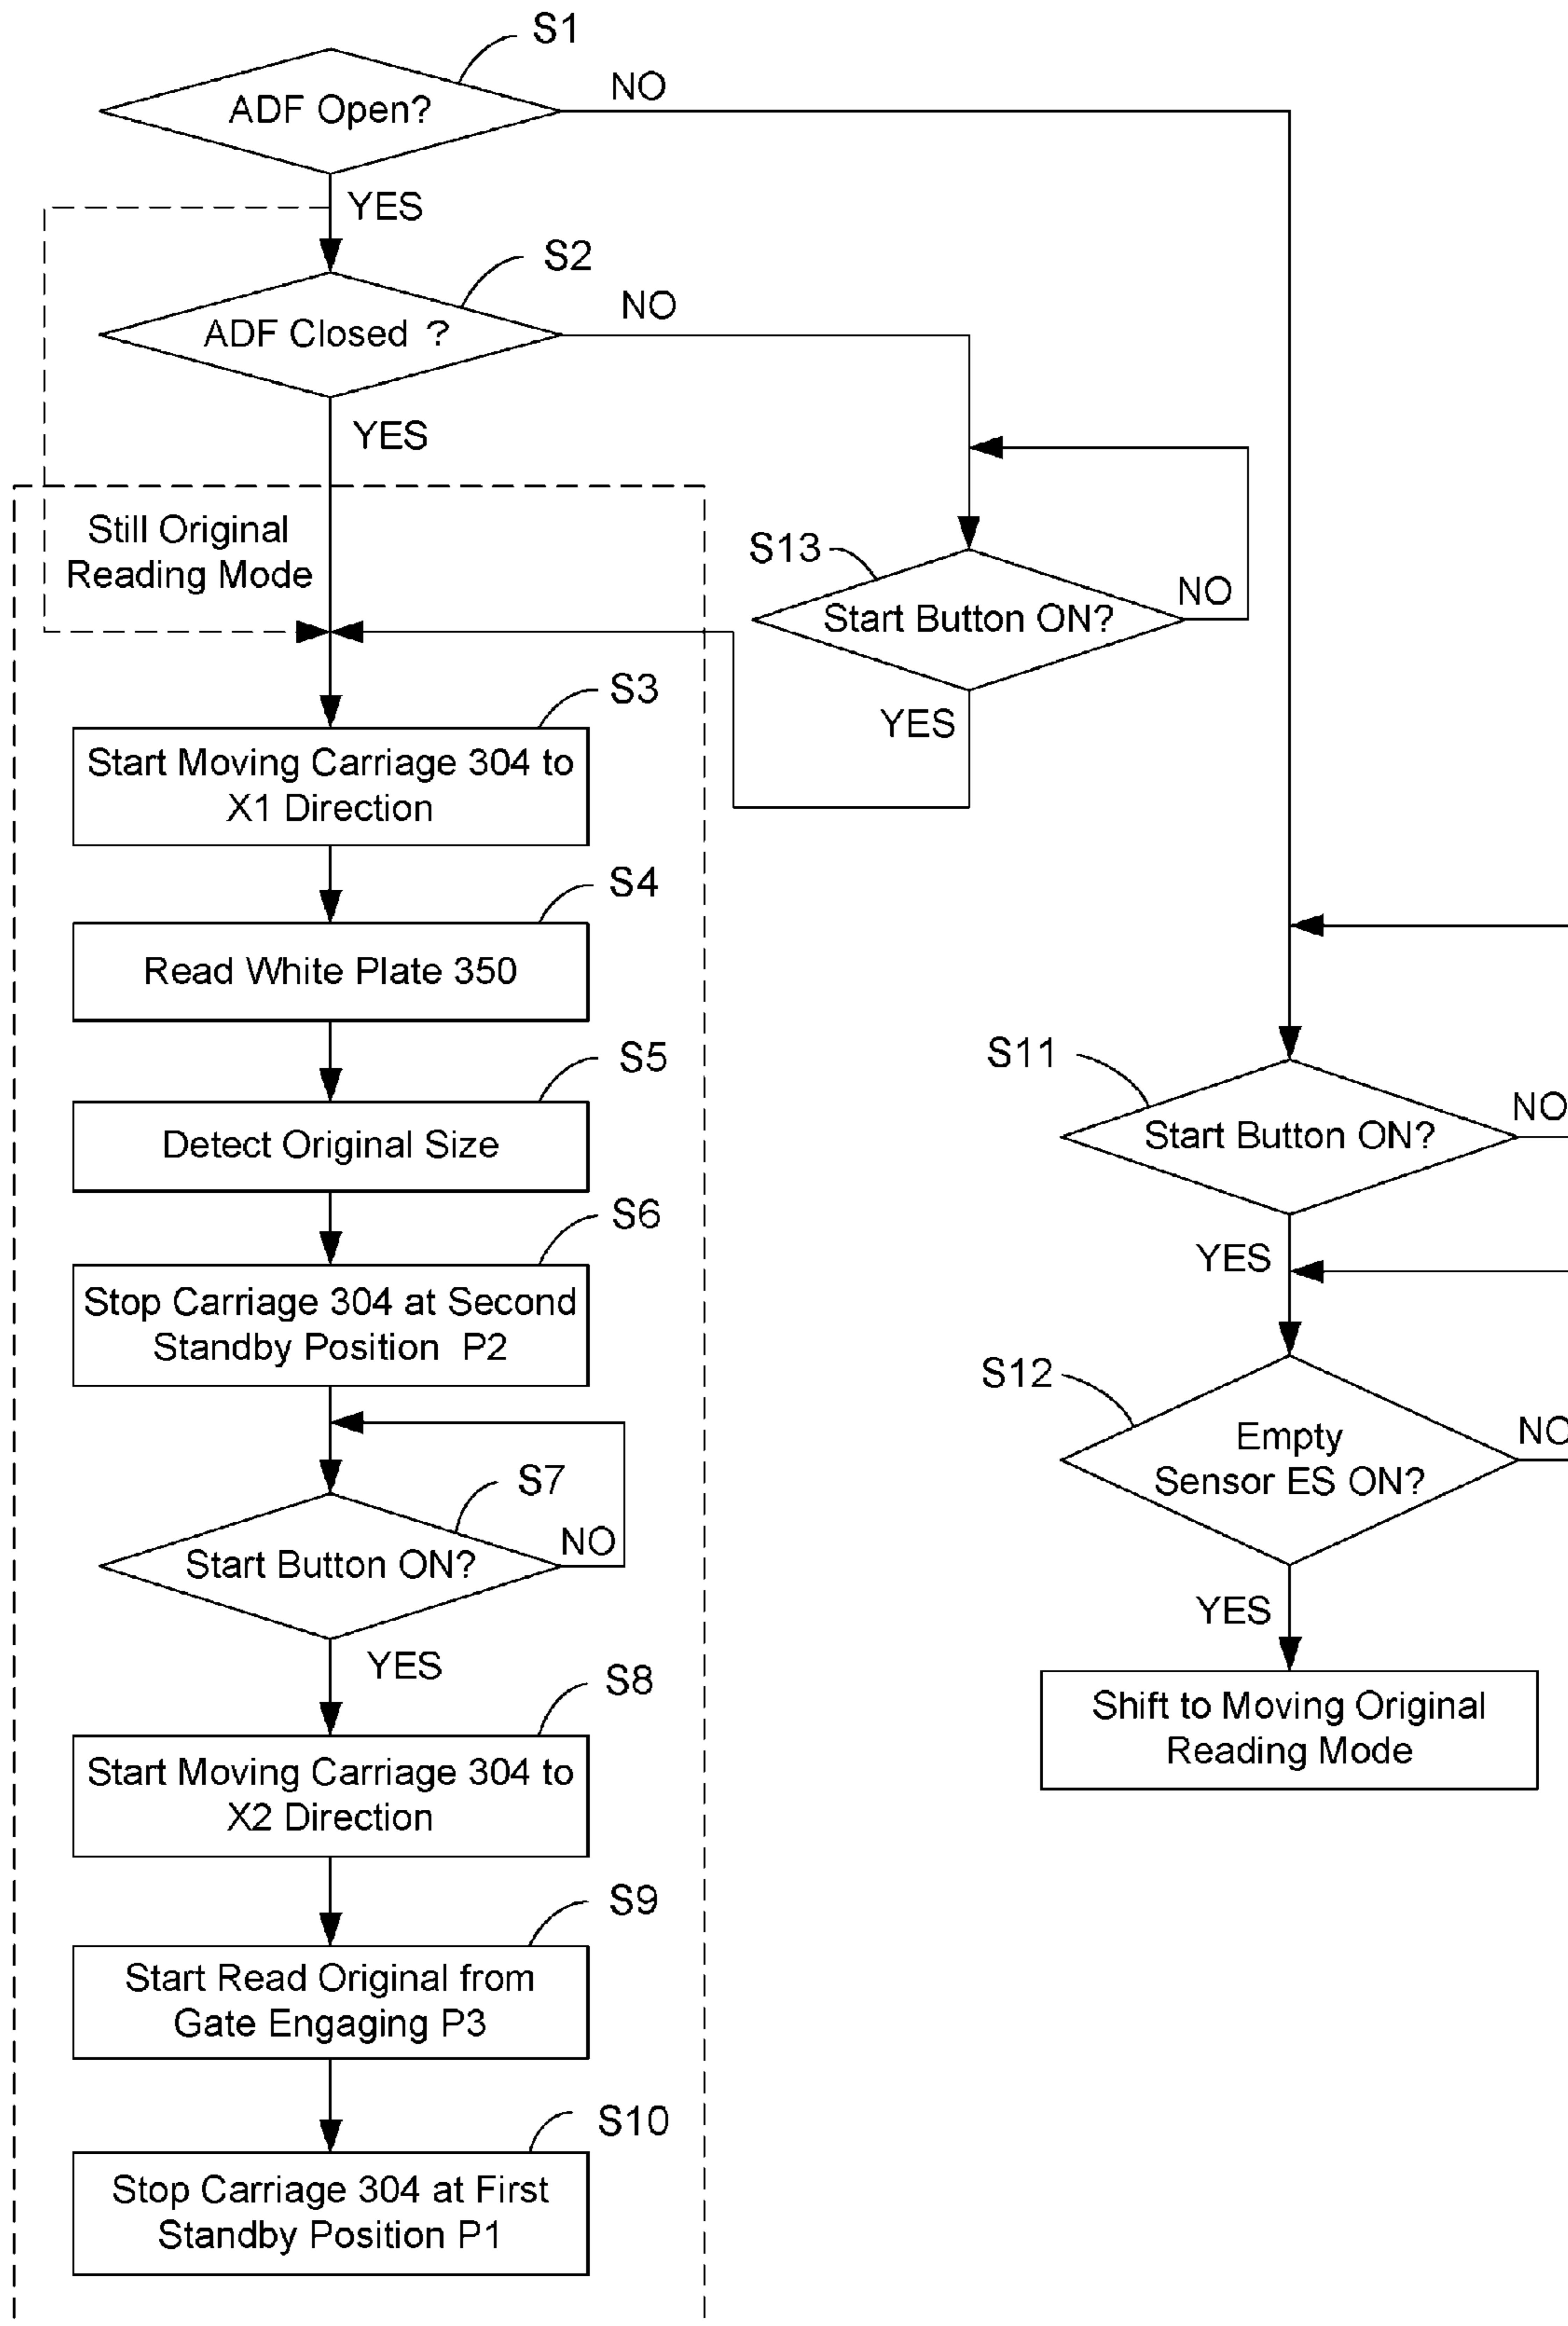 S1
ADF Open?
NO
YES
S2
ADF Closed ?
NO
YES
Still Original
Reading Mode
S13
Start Button ON?
NO
YES
S3
Start Moving Carriage 304 to
X1 Direction
S4
Read White Plate 350
S5
Detect Original Size
S6
Stop Carriage 304 at Second
Standby Position P2
S7
Start Button ON?
NO
YES
S8
Start Moving Carriage 304 to
X2 Direction
S9
Start Read Original from
Gate Engaging P3
S10
Stop Carriage 304 at First
Standby Position P1
S11
Start Button ON?
NO
YES
S12
Empty
Sensor ES ON?
NO
YES
Shift to Moving Original
Reading Mode